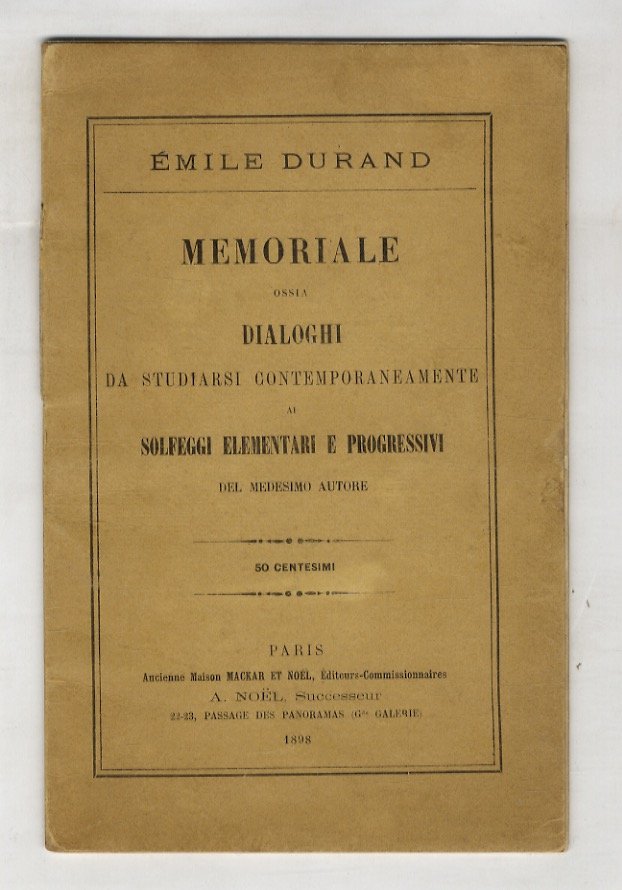 ÉMILE DURAND
MEMORIALE
OSSIA
DIALOGHI
DA STUDIARSI CONTEMPORANEAMENTE
AI
SOLFEGGI ELEMENTARI E PROGRESSIVI
DEL MEDESIMO AUTORE
50 CENTESIMI
PARIS
Ancienne Maison MACKAR ET NOËL, Éditeurs-Commissionnaires
A. NOËL, Successeur
22-23, PASSAGE DES PANORAMAS (Gde GALERIE)
1898